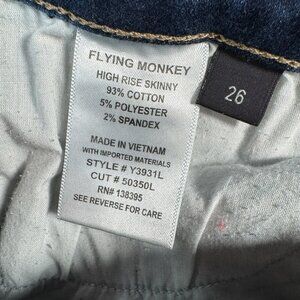 FLYING MONKEY
HIGH RISE SKINNY
93% COTTON
5% POLYESTER
2% SPANDEX
MADE IN VIETNAM
WITH IMPORTED MATERIALS
STYLE # Y3931L
CUT # 50350L
RN# 138395
SEE REVERSE FOR CARE
26